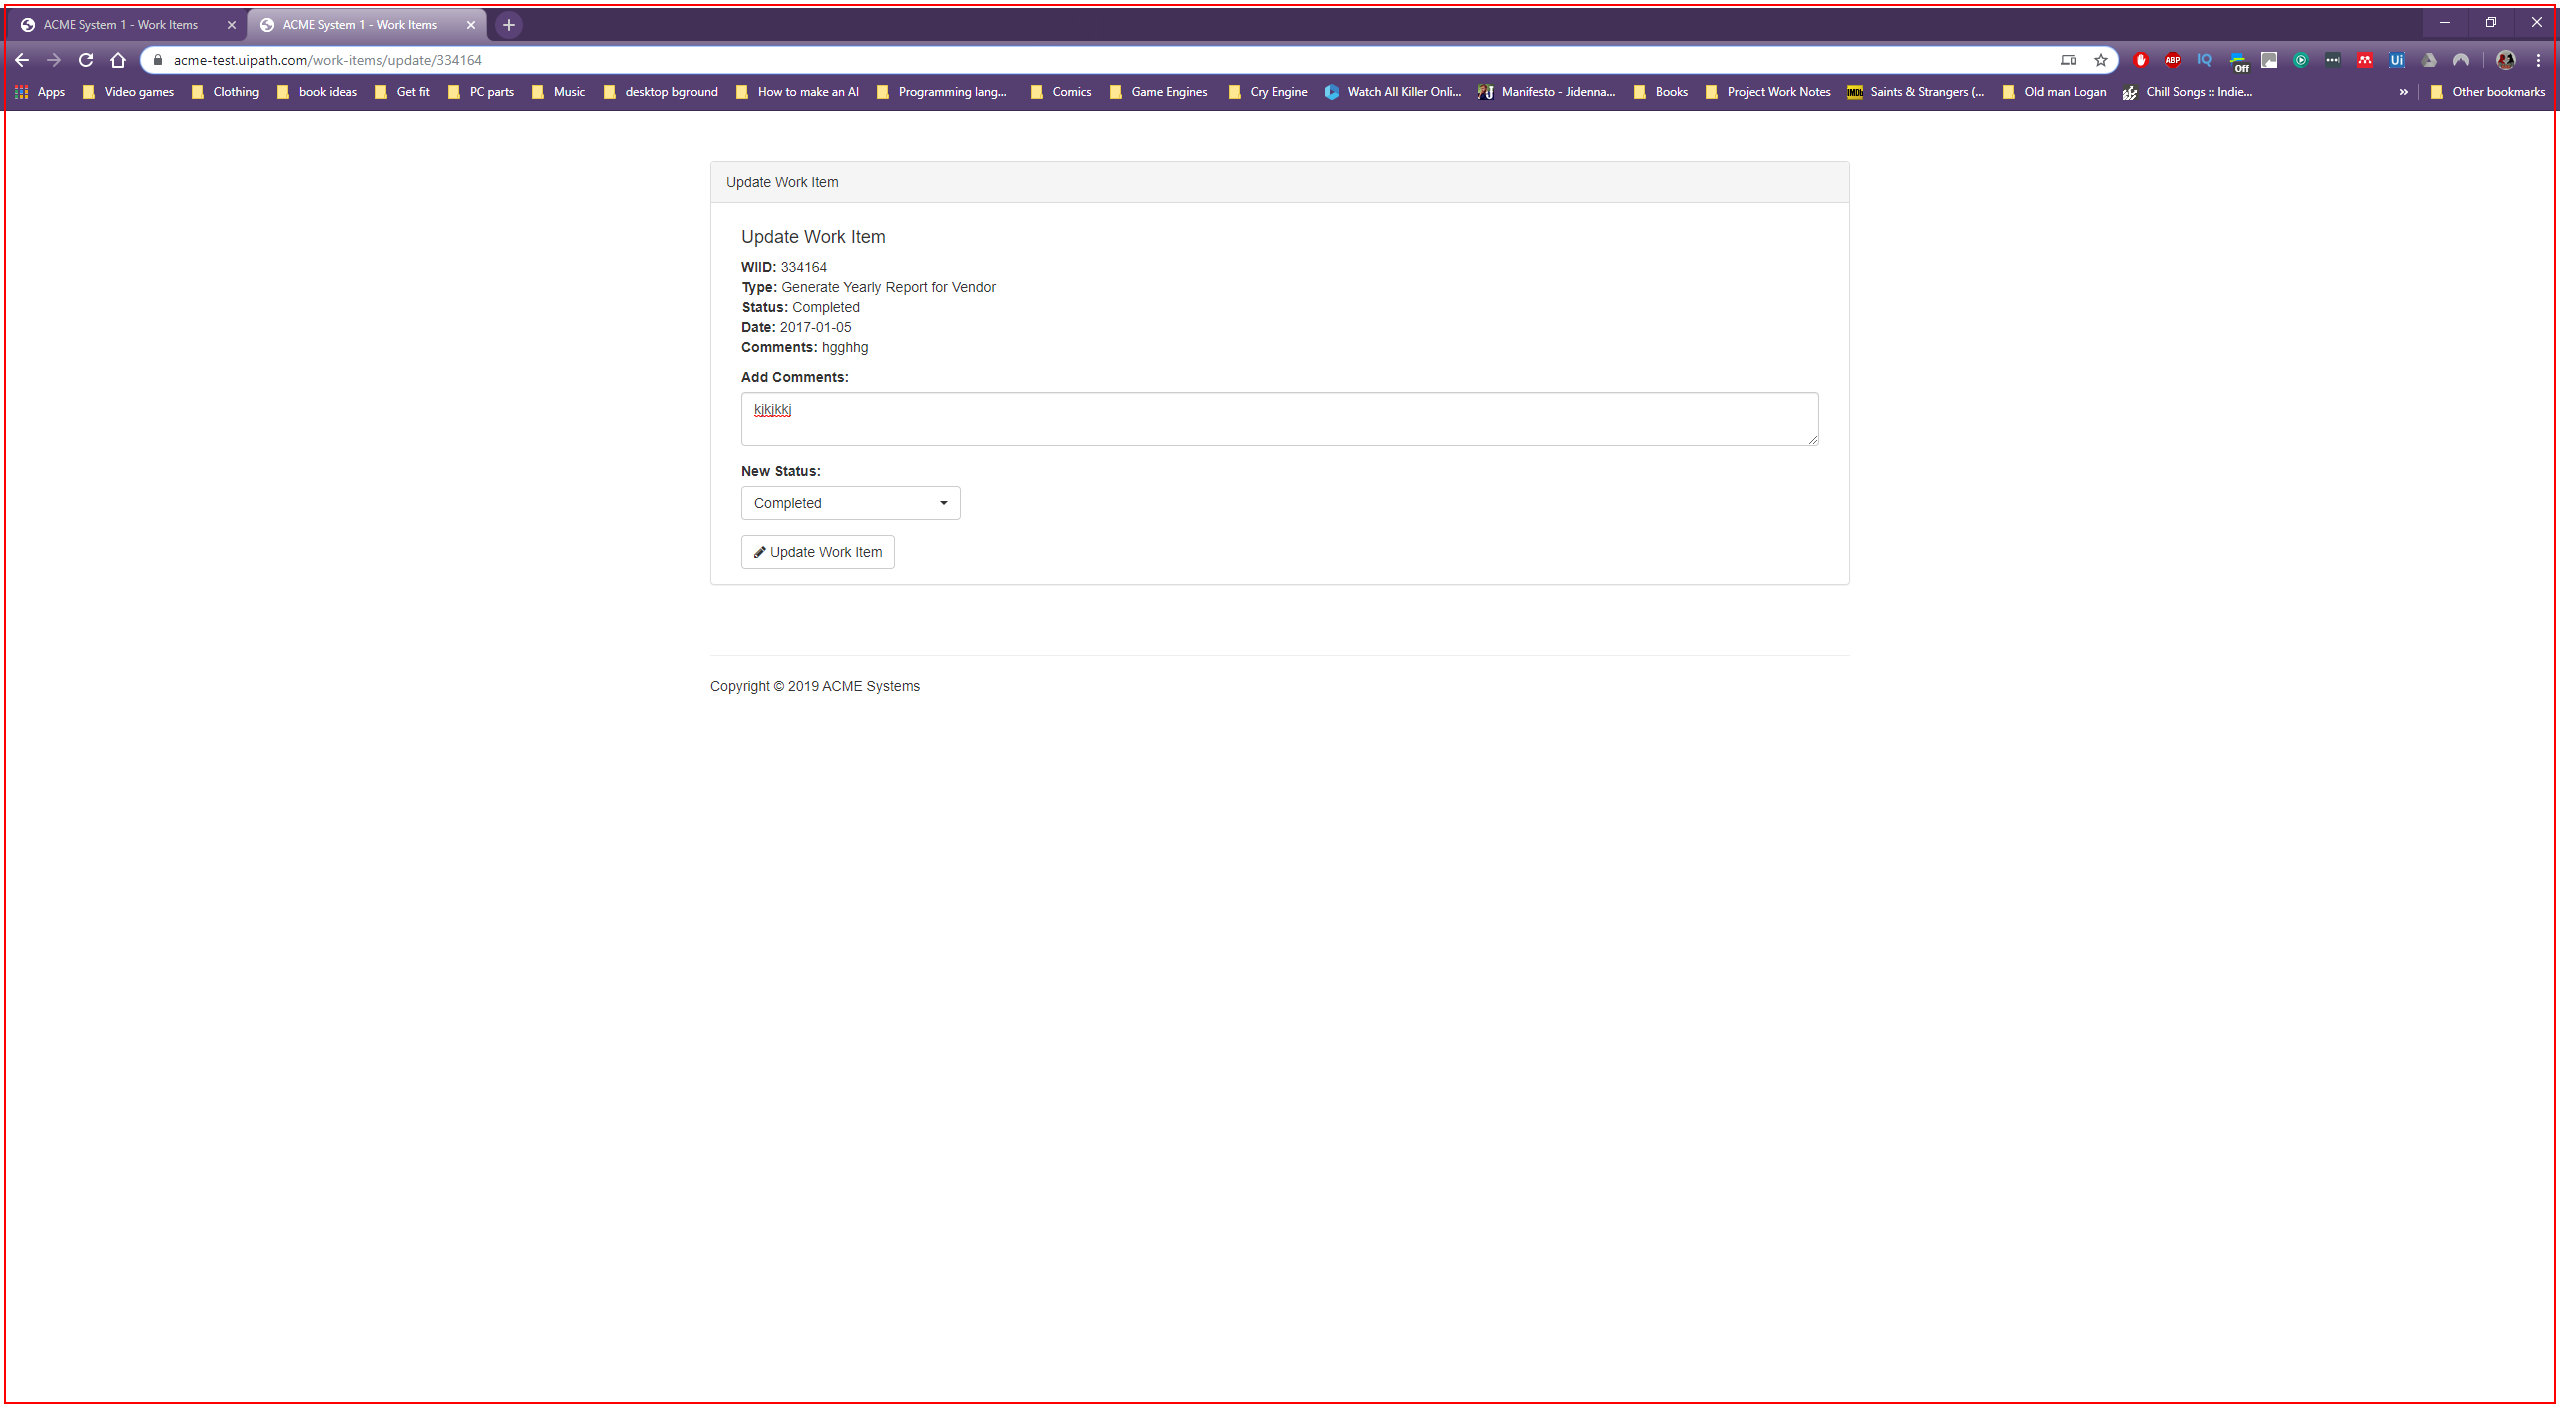 ACME System 1 - Work Items
ACME System 1 - Work Items
acme-test.uipath.com/work-items/update/334164
ABP
IQ
Off
Ui
Apps
Video games
Clothing
book ideas
Get fit
PC parts
Music
desktop bground
How to make an AI
Programming lang...
Comics
Game Engines
Cry Engine
Watch All Killer Onli...
Manifesto - Jidenna...
Books
Project Work Notes
IMDb
Saints & Strangers (...
Old man Logan
Chill Songs :: Indie...
»
Other bookmarks
Update Work Item
Update Work Item
WIID: 334164
Type: Generate Yearly Report for Vendor
Status: Completed
Date: 2017-01-05
Comments: hgghhg
Add Comments:
kjkjkkj
New Status:
Completed
Update Work Item
Copyright © 2019 ACME Systems